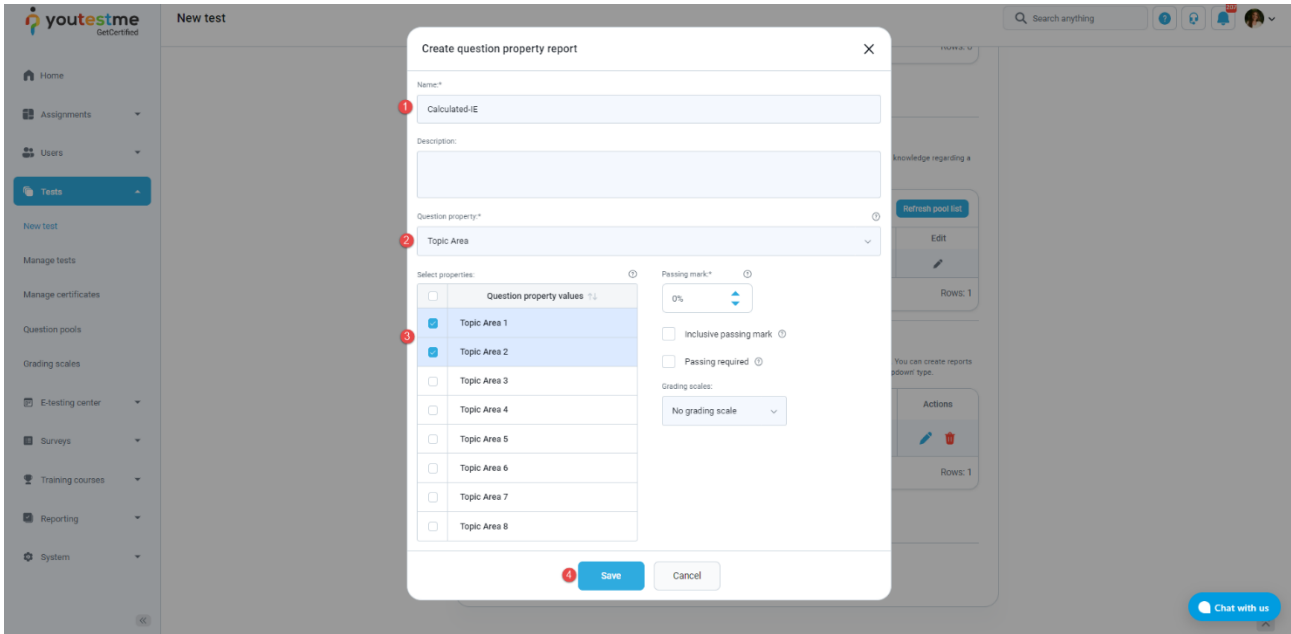 youtestme
GetCertified
New test
Search anything
Home
Assignments
Users
Tests
New test
Manage tests
Manage certificates
Question pools
Grading scales
E-testing center
Surveys
Training courses
Reporting
System
Create question property report
Name:*
1
Calculated-IE
Description:
Question property:*
2
Topic Area
Select properties:
Question property values
3
Topic Area 1
Topic Area 2
Topic Area 3
Topic Area 4
Topic Area 5
Topic Area 6
Topic Area 7
Topic Area 8
Passing mark:*
0%
Inclusive passing mark
Passing required
Grading scales:
No grading scale
4
Save
Cancel
Rows: 0
knowledge regarding a
Refresh pool list
Edit
Rows: 1
You can create reports
pdown' type.
Actions
Rows: 1
Chat with us